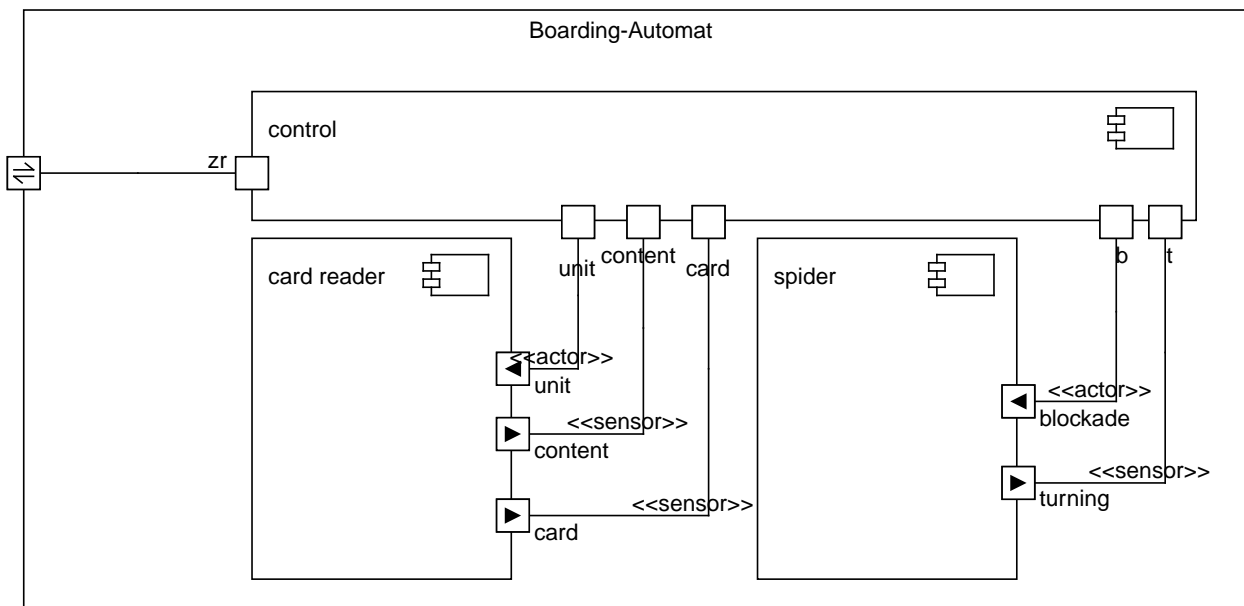 Boarding-Automat
control
zr
unit
content
card
b
t
card reader
spider
<<actor>>
unit
<<sensor>>
content
<<sensor>>
card
<<actor>>
blockade
<<sensor>>
turning